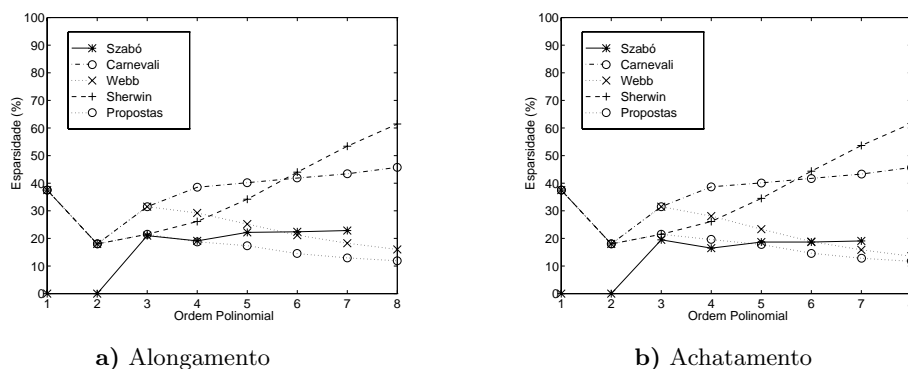 100
90
80
70
60
50
40
30
20
10
0
Esparsidade (%)
Szabó
Carnevali
Webb
Sherwin
Propostas
1 2 3 4 5 6 7 8
Ordem Polinomial
a) Alongamento
100
90
80
70
60
50
40
30
20
10
0
Esparsidade (%)
Szabó
Carnevali
Webb
Sherwin
Propostas
1 2 3 4 5 6 7
Ordem Polinomial
b) Achatamento